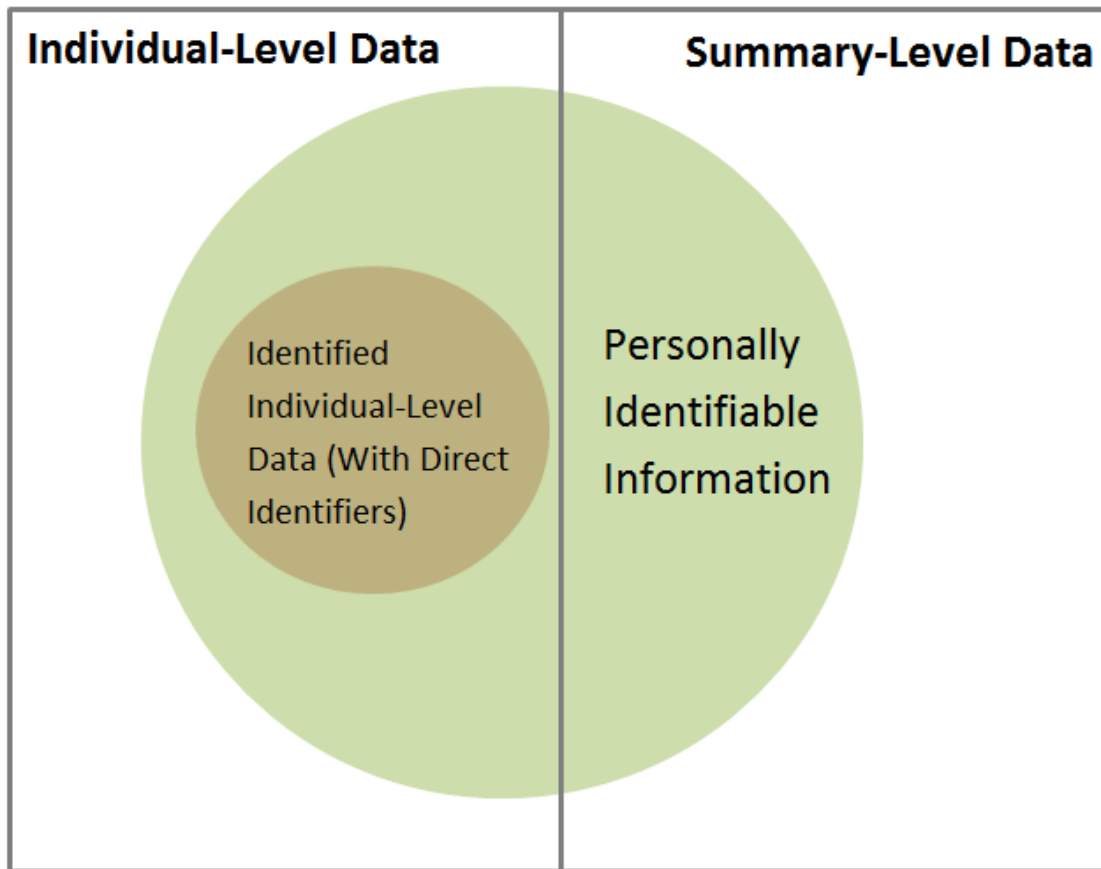 Individual-Level Data
Summary-Level Data
Identified
Individual-Level
Data (With Direct
Identifiers)
Personally
Identifiable
Information